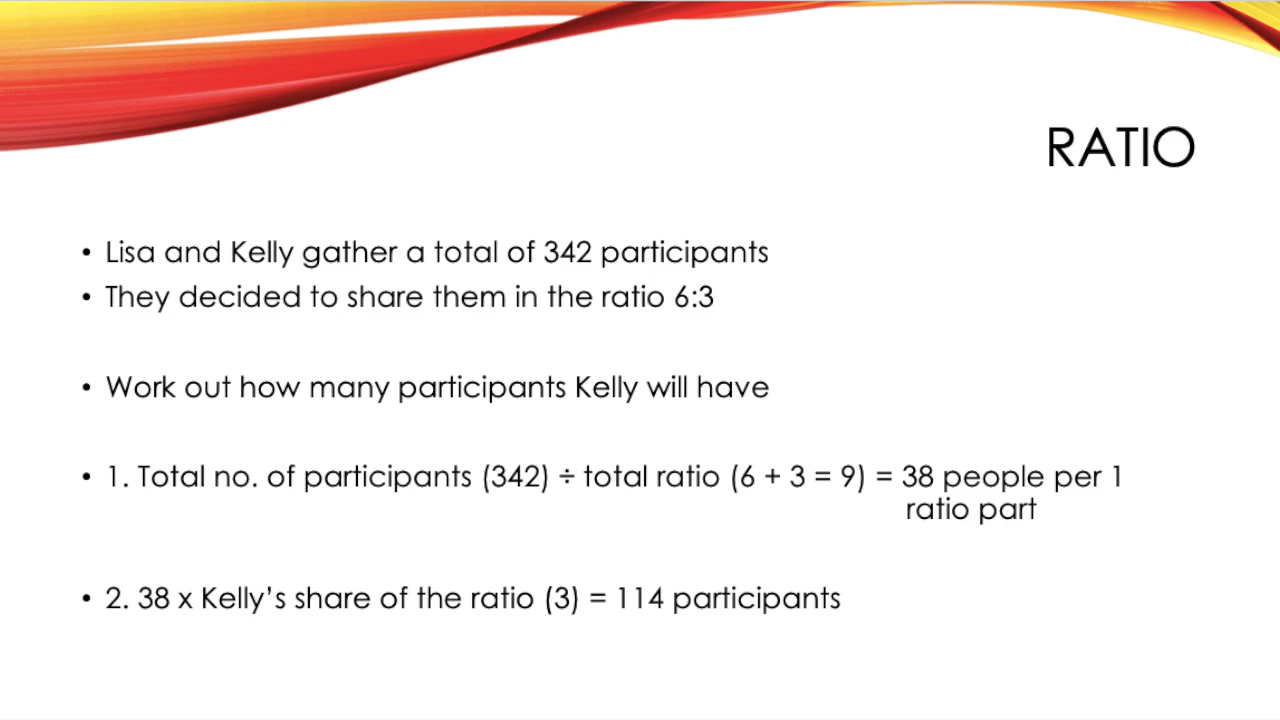 RATIO
• Lisa and Kelly gather a total of 342 participants
• They decided to share them in the ratio 6:3
• Work out how many participants Kelly will have
• 1. Total no. of participants (342) ÷ total ratio (6 + 3 = 9) = 38 people per 1
ratio part
• 2. 38 x Kelly’s share of the ratio (3) = 114 participants